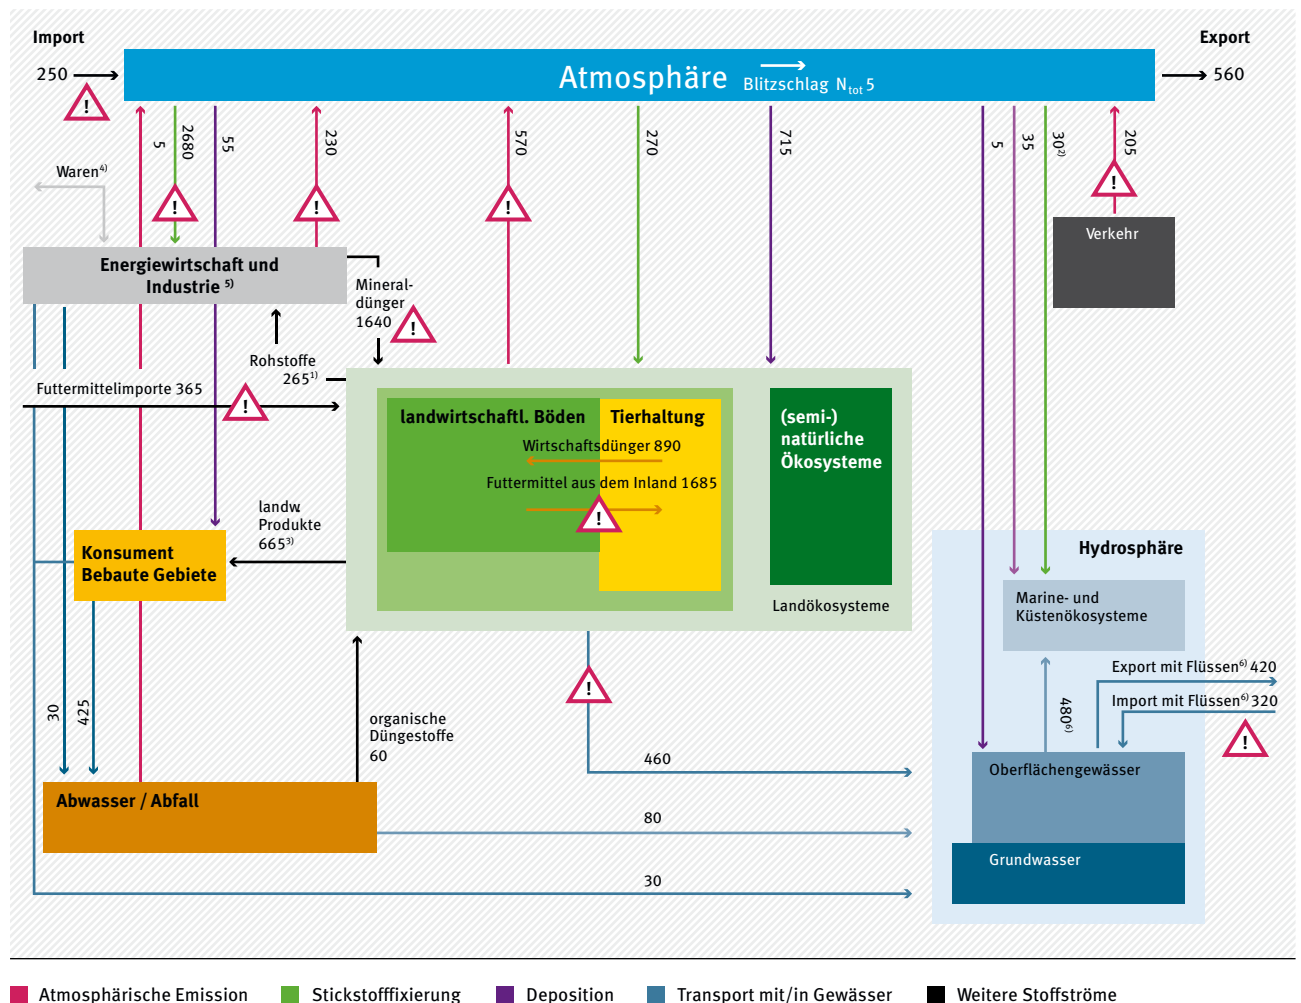 Import
Export
250
Atmosphäre
Blitzschlag Ntot 5
560
!
5
2680
55
230
570
270
715
5
35
30²⁾
205
Waren⁴⁾
!
!
!
!
Verkehr
Energiewirtschaft und
Industrie ⁵⁾
Mineral-
dünger
1640
!
Rohstoffe
265¹⁾
Futtermittelimporte 365
!
landwirtschaftl. Böden
Tierhaltung
(semi-)
natürliche
Ökosysteme
Wirtschaftsdünger 890
Futtermittel aus dem Inland 1685
!
landw.
Produkte
665³⁾
Konsument
Bebaute Gebiete
Landökosysteme
Hydrosphäre
Marine- und
Küstenökosysteme
!
Export mit Flüssen⁶⁾ 420
Import mit Flüssen⁶⁾ 320
!
30
425
480⁶⁾
organische
Düngestoffe
60
460
Oberflächengewässer
Abwasser / Abfall
80
Grundwasser
30
Atmosphärische Emission
Stickstofffixierung
Deposition
Transport mit/in Gewässer
Weitere Stoffströme